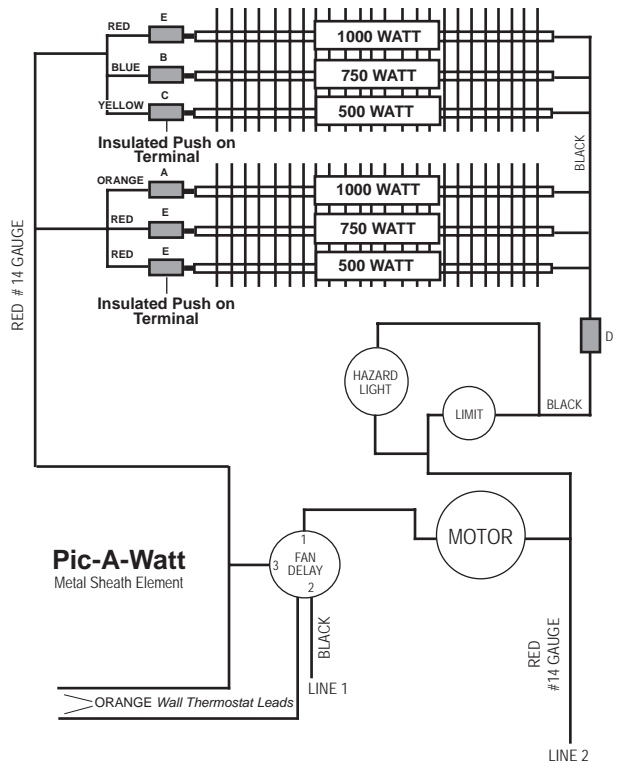 E
RED
1000 WATT
B
BLUE
750 WATT
C
YELLOW
500 WATT
Insulated Push on
Terminal
BLACK
A
ORANGE
1000 WATT
E
RED
750 WATT
E
RED
500 WATT
Insulated Push on
Terminal
RED # 14 GAUGE
D
HAZARD
LIGHT
LIMIT
BLACK
Pic-A-Watt
Metal Sheath Element
1
FAN
DELAY
3
2
MOTOR
BLACK
LINE 1
RED
#14 GAUGE
ORANGE Wall Thermostat Leads
LINE 2